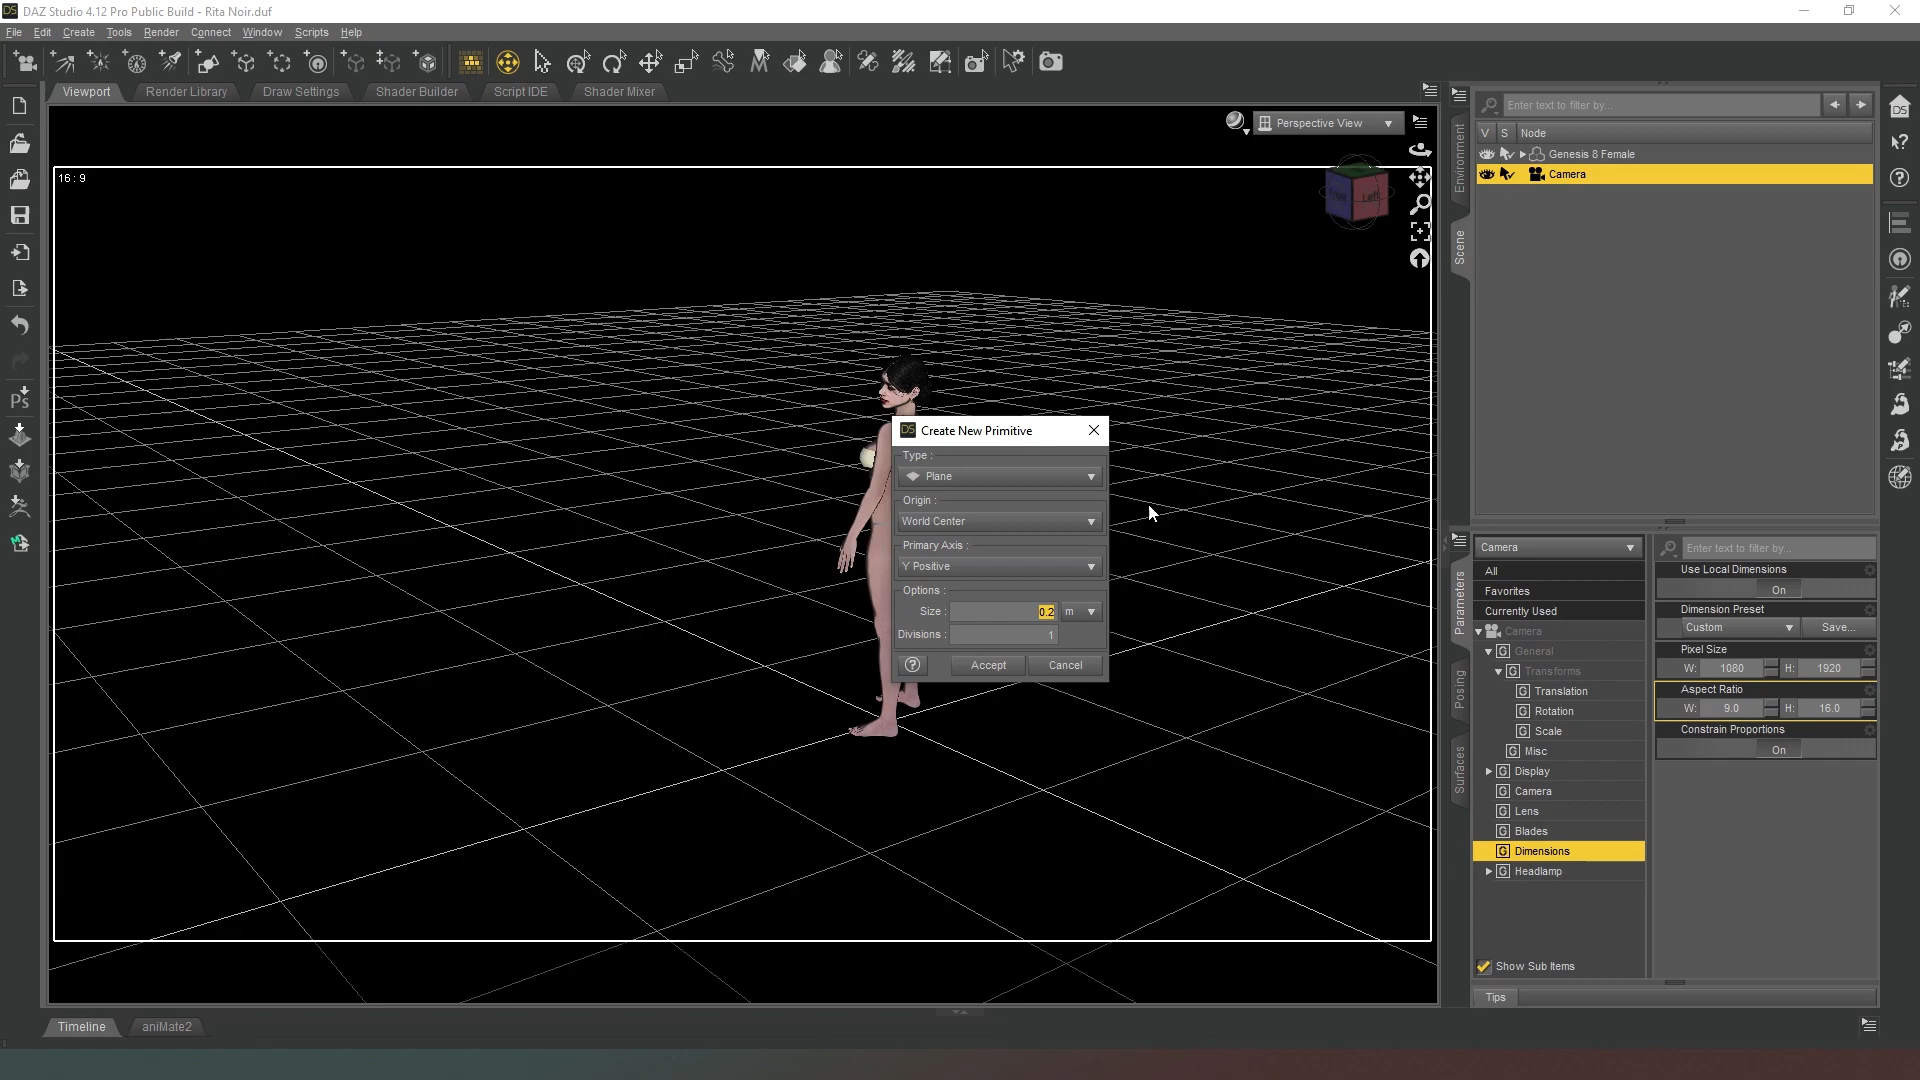 DAZ Studio 4.12 Pro Public Build - Rita Noir.duf
File Edit Create Tools Render Connect Window Scripts Help
Viewport Render Library Draw Settings Shader Builder Script IDE Shader Mixer
16 : 9
Perspective View
Left
Create New Primitive
Type :
Plane
Origin :
World Center
Primary Axis :
Y Positive
Options :
Size : 0.2 m
Divisions : 1
Accept Cancel
Environment
Scene
Enter text to filter by...
V S Node
Genesis 8 Female
Camera
Parameters
Posing
Surfaces
Camera
All
Favorites
Currently Used
Camera
General
Transforms
Translation
Rotation
Scale
Misc
Display
Camera
Lens
Blades
Dimensions
Headlamp
Show Sub Items
Enter text to filter by...
Use Local Dimensions
On
Dimension Preset
Custom Save...
Pixel Size
W: 1080 H: 1920
Aspect Ratio
W: 9.0 H: 16.0
Constrain Proportions
On
Tips
Timeline aniMate2